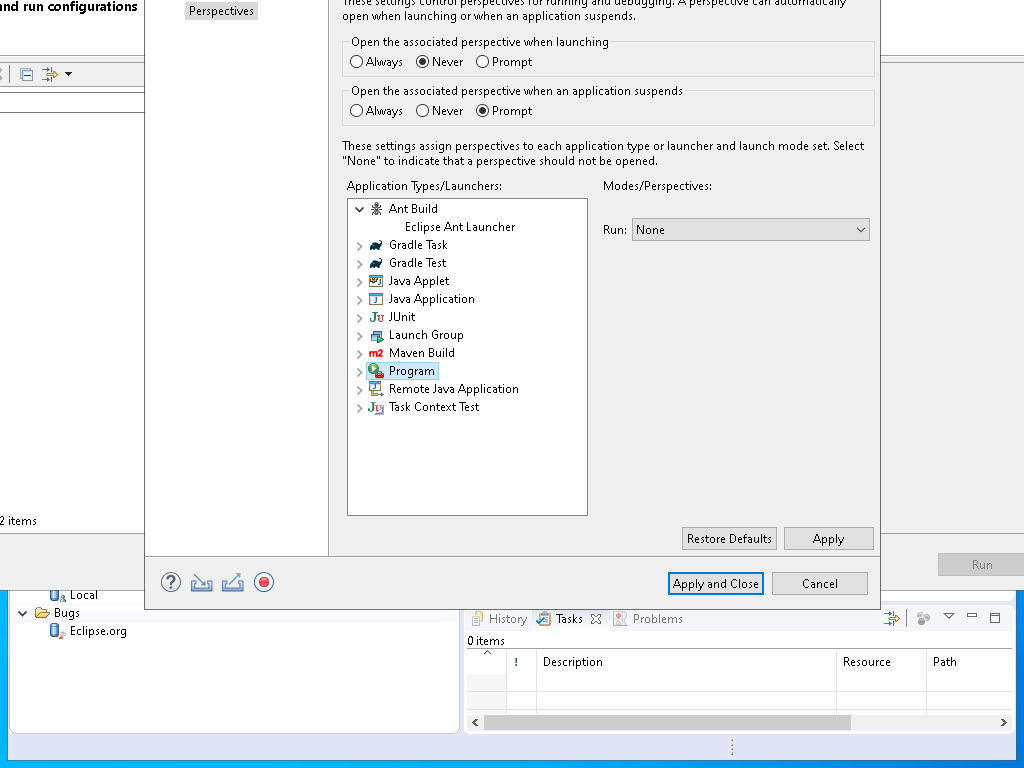 and run configurations
Perspectives
These settings control perspectives for running and debugging. A perspective can automatically
open when launching or when an application suspends.
Open the associated perspective when launching
Always Never Prompt
Open the associated perspective when an application suspends
Always Never Prompt
These settings assign perspectives to each application type or launcher and launch mode set. Select
"None" to indicate that a perspective should not be opened.
Application Types/Launchers:
Modes/Perspectives:
Ant Build
Eclipse Ant Launcher
Run: None
Gradle Task
Gradle Test
Java Applet
Java Application
JUnit
Launch Group
Maven Build
Program
Remote Java Application
Task Context Test
2 items
Restore Defaults Apply
Run
Apply and Close Cancel
Local
Bugs
Eclipse.org
History Tasks Problems
0 items
! Description Resource Path